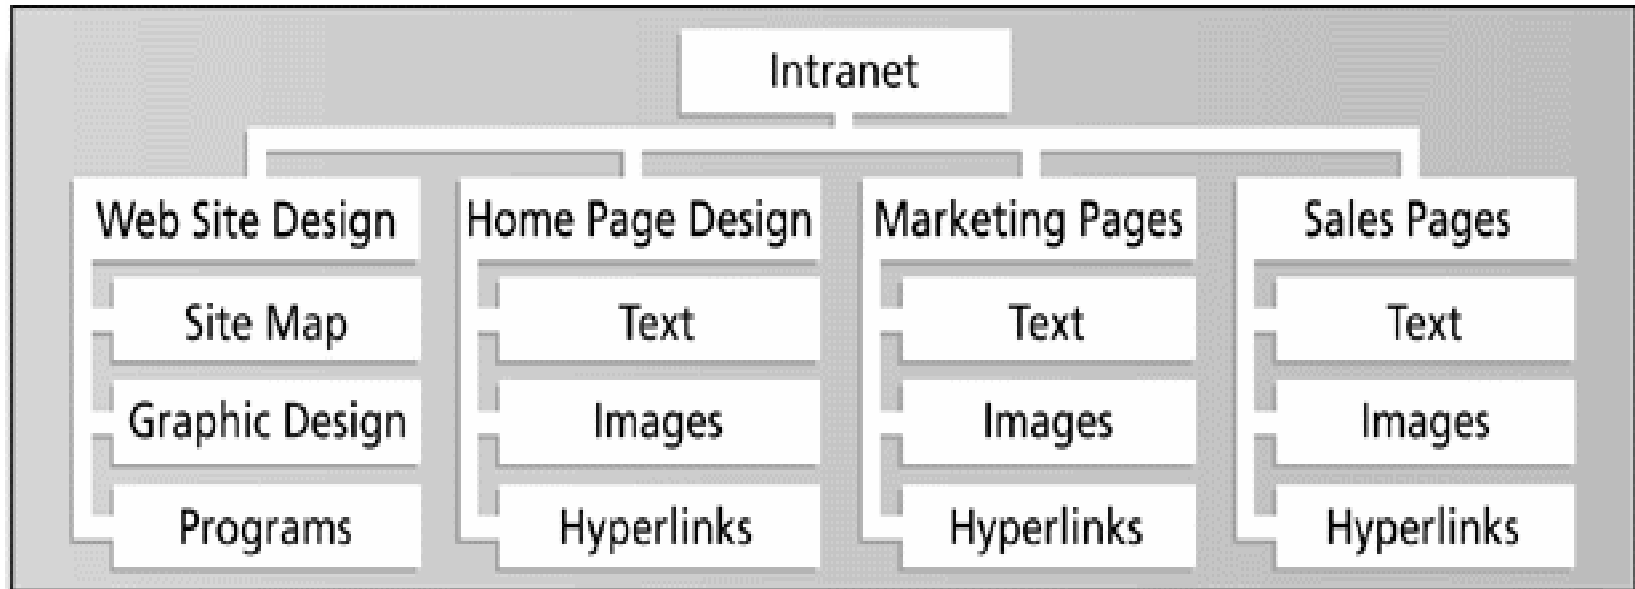 Intranet
Web Site Design
Site Map
Graphic Design
Programs
Home Page Design
Text
Images
Hyperlinks
Marketing Pages
Text
Images
Hyperlinks
Sales Pages
Text
Images
Hyperlinks